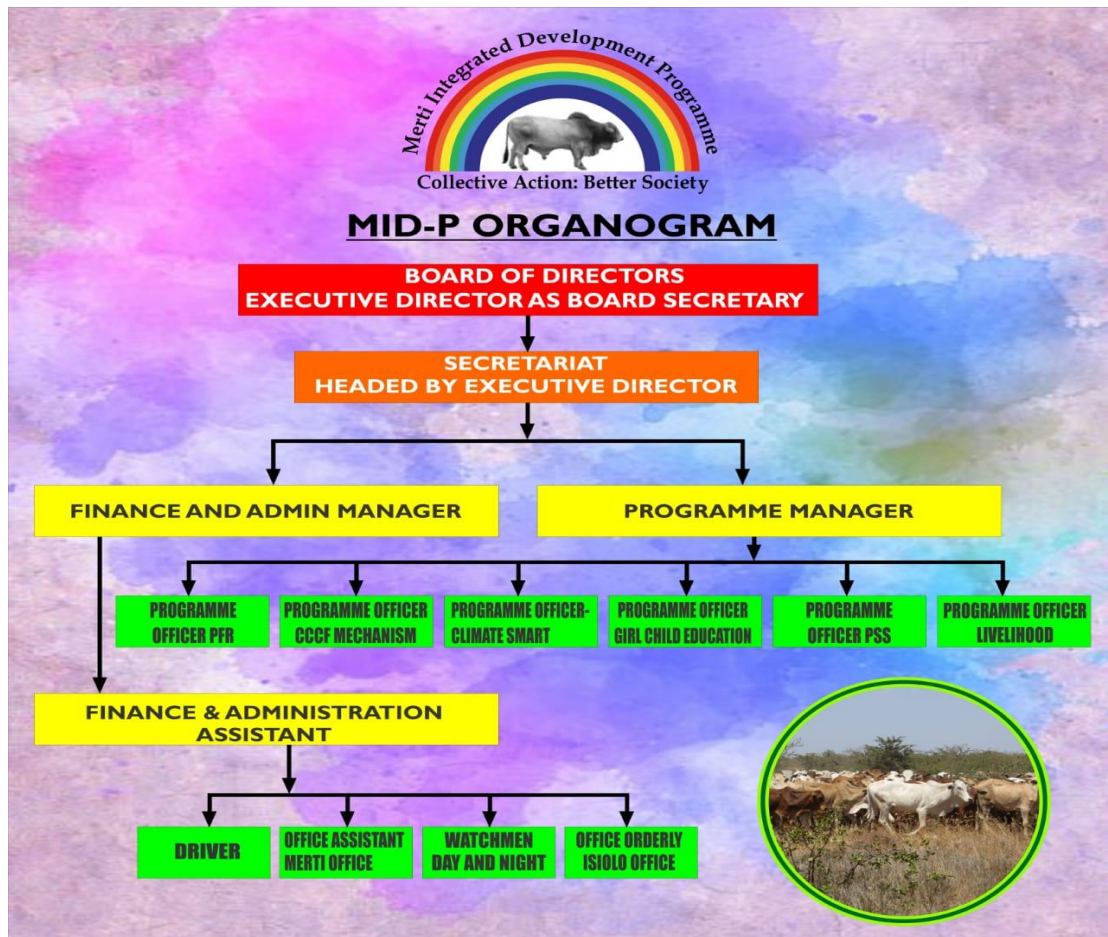 Merti Integrated Development Programme
Collective Action: Better Society
MID-P ORGANOGRAM
BOARD OF DIRECTORS
EXECUTIVE DIRECTOR AS BOARD SECRETARY
SECRETARIAT
HEADED BY EXECUTIVE DIRECTOR
FINANCE AND ADMIN MANAGER
PROGRAMME MANAGER
PROGRAMME
OFFICER PFR
PROGRAMME OFFICER
CCCF MECHANISM
PROGRAMME OFFICER-
CLIMATE SMART
PROGRAMME OFFICER
GIRL CHILD EDUCATION
PROGRAMME
OFFICER PSS
PROGRAMME OFFICER
LIVELIHOOD
FINANCE & ADMINISTRATION
ASSISTANT
DRIVER
OFFICE ASSISTANT
MERTI OFFICE
WATCHMEN
DAY AND NIGHT
OFFICE ORDERLY
ISIOLO OFFICE